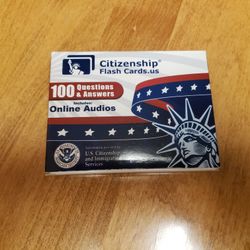 Citizenship®
Flash Cards.us
100 Questions
& Answers
Includes:
Online Audios
U.S. Citizenship
and Immigration
Services